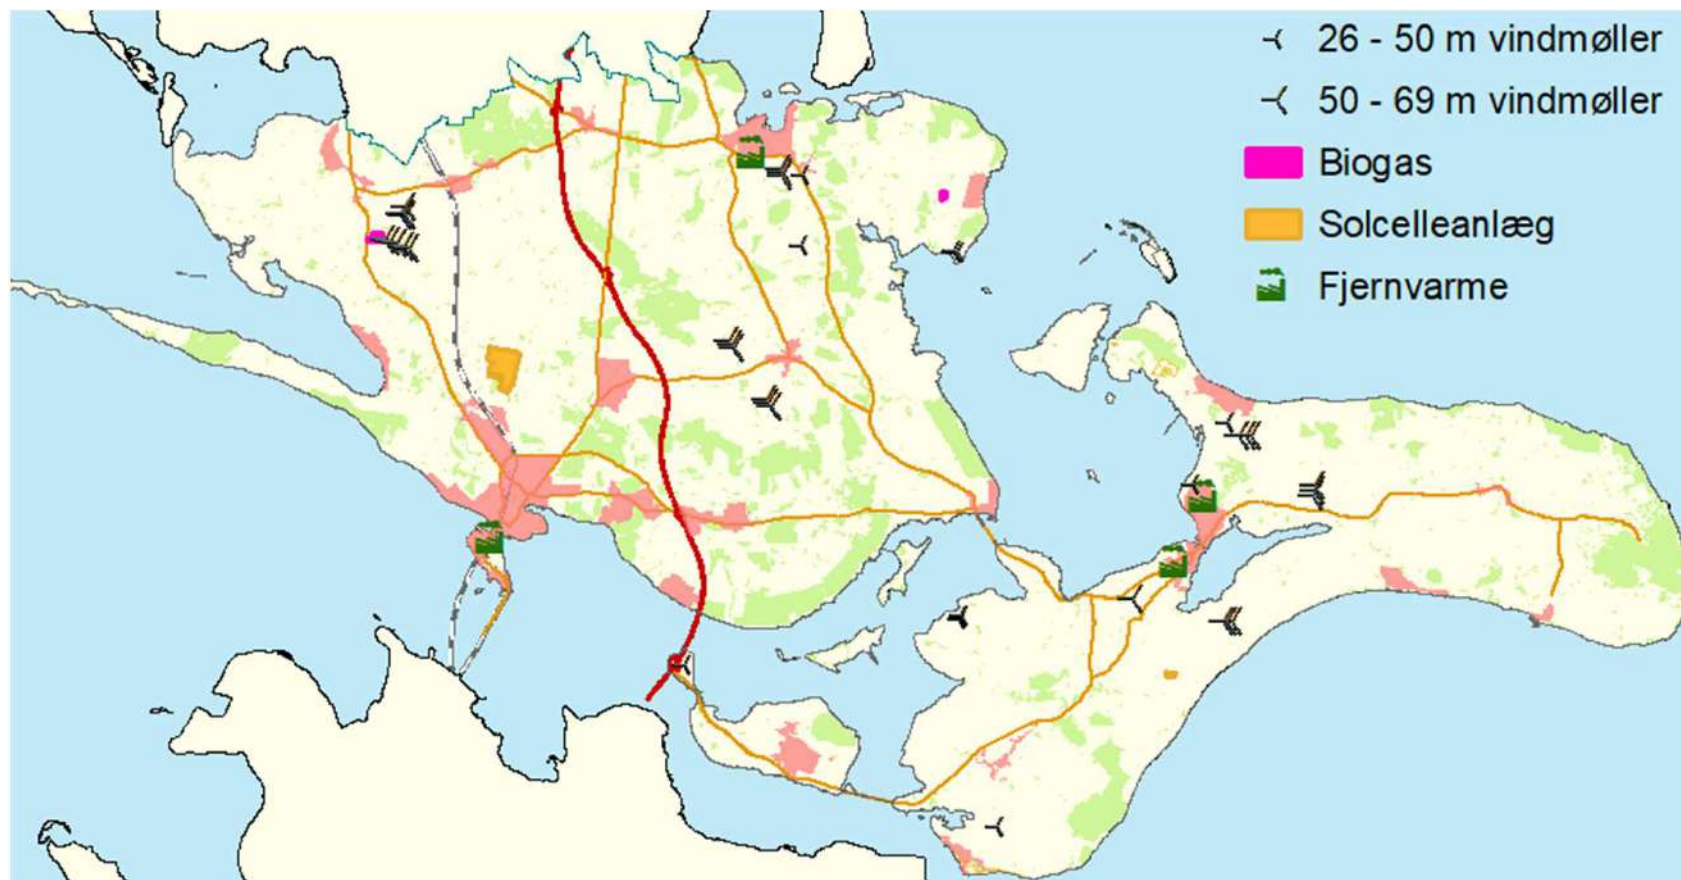 26 - 50 m vindmøller
50 - 69 m vindmøller
Biogas
Solcelleanlæg
Fjernvarme